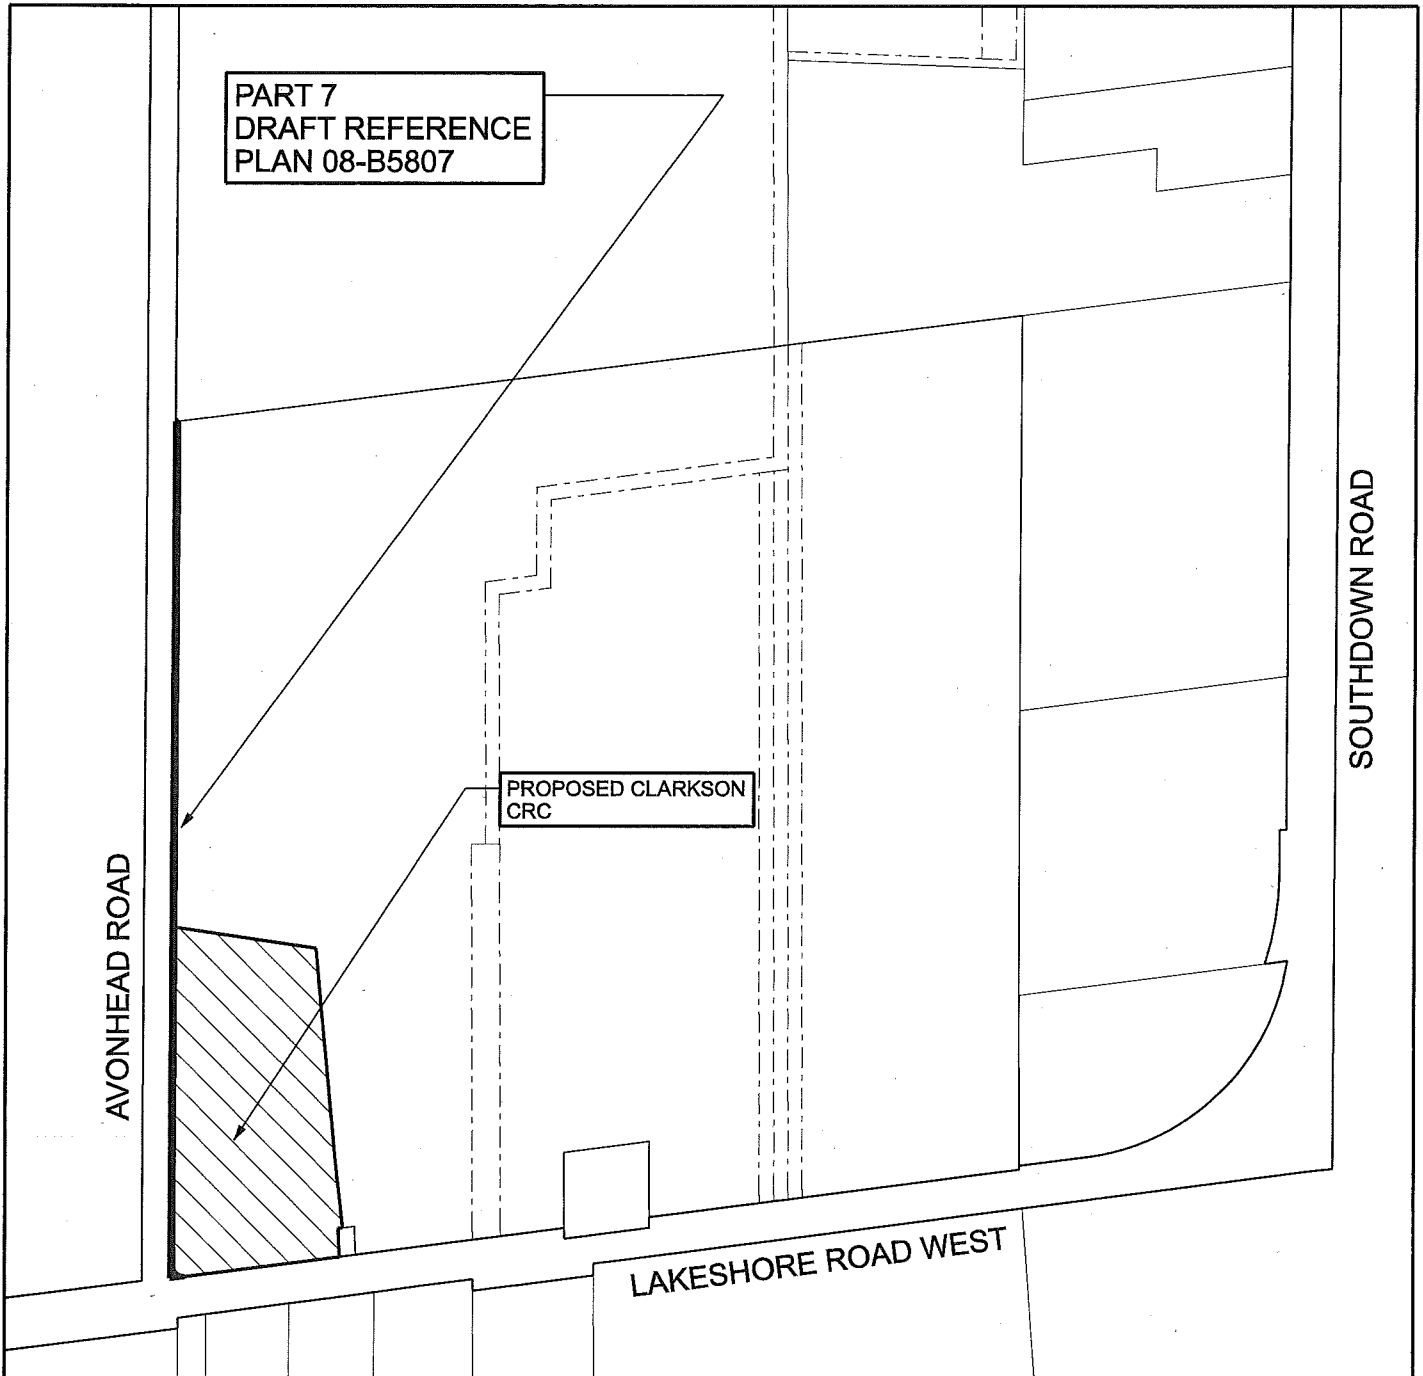 PART 7
DRAFT REFERENCE
PLAN 08-B5807
SOUTHDOWN ROAD
PROPOSED CLARKSON
CRC
AVONHEAD ROAD
LAKESHORE ROAD WEST